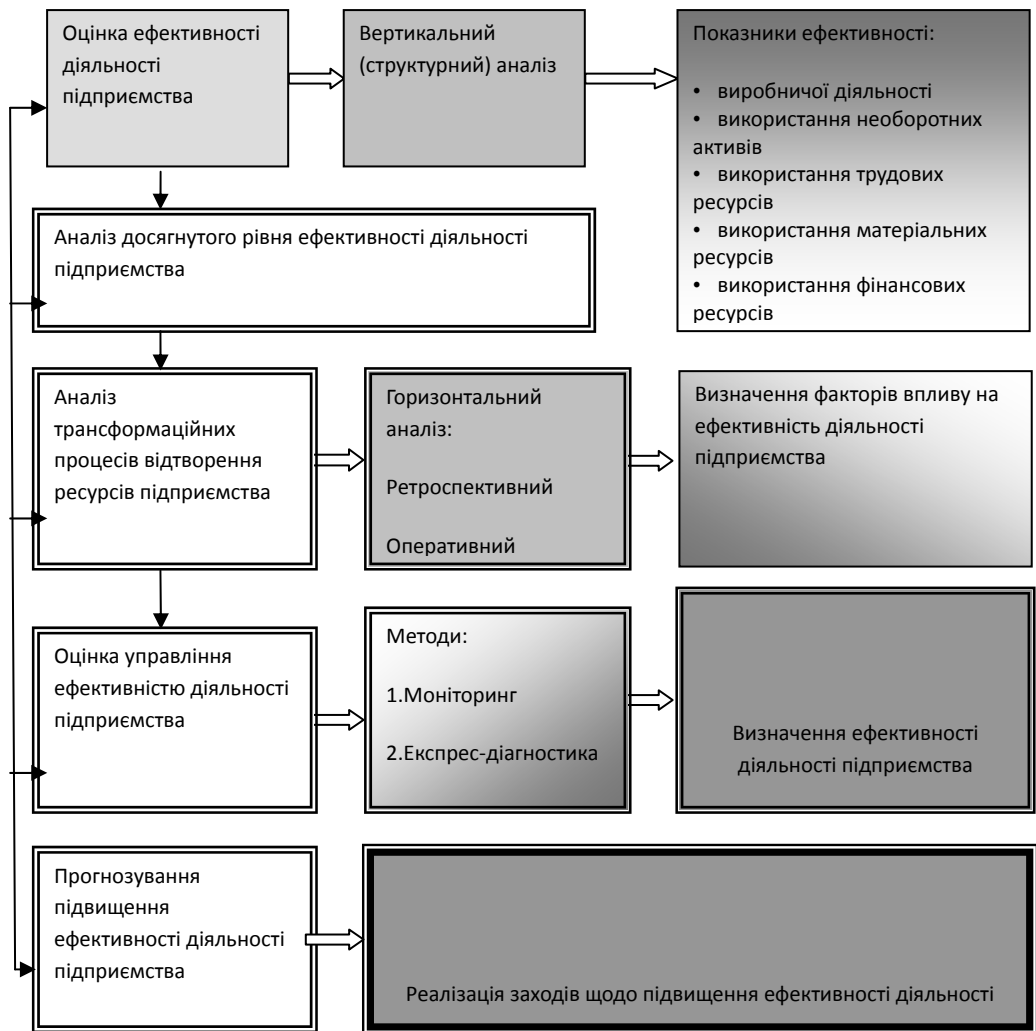 Оцінка ефективності
діяльності
підприємства
Вертикальний
(структурний) аналіз
Показники ефективності:
• виробничої діяльності
• використання необоротних
активів
• використання трудових
ресурсів
• використання матеріальних
ресурсів
• використання фінансових
ресурсів
Аналіз досягнутого рівня ефективності діяльності
підприємства
Аналіз
трансформаційних
процесів відтворення
ресурсів підприємства
Горизонтальний
аналіз:
Ретроспективний
Оперативний
Визначення факторів впливу на
ефективність діяльності
підприємства
Оцінка управління
ефективністю діяльності
підприємства
Методи:
1.Моніторинг
2.Експрес-діагностика
Визначення ефективності
діяльності підприємства
Прогнозування
підвищення
ефективності діяльності
підприємства
Реалізація заходів щодо підвищення ефективності діяльності